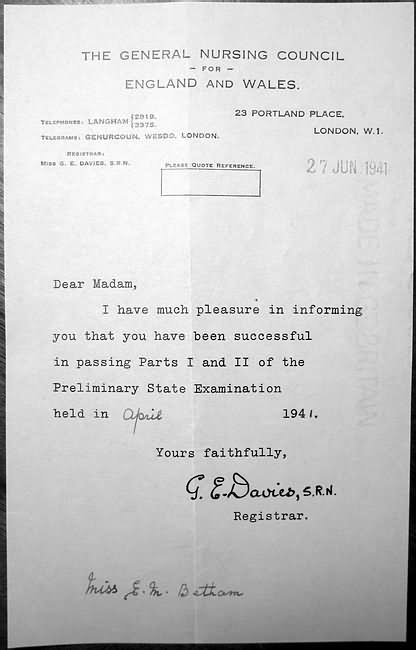 THE GENERAL NURSING COUNCIL
– FOR –
ENGLAND AND WALES.
TELEPHONES: LANGHAM {2919. 3375.
TELEGRAMS: GENURCOUN, WESDO, LONDON.
REGISTRAR:
MISS G. E. DAVIES, S.R.N.
23 PORTLAND PLACE,
LONDON, W.1.
PLEASE QUOTE REFERENCE.
27 JUN 1941
Dear Madam,
I have much pleasure in informing
you that you have been successful
in passing Parts I and II of the
Preliminary State Examination
held in April 1941.
Yours faithfully,
G. E. Davies, S.R.N.
Registrar.
Miss E. M. Betham